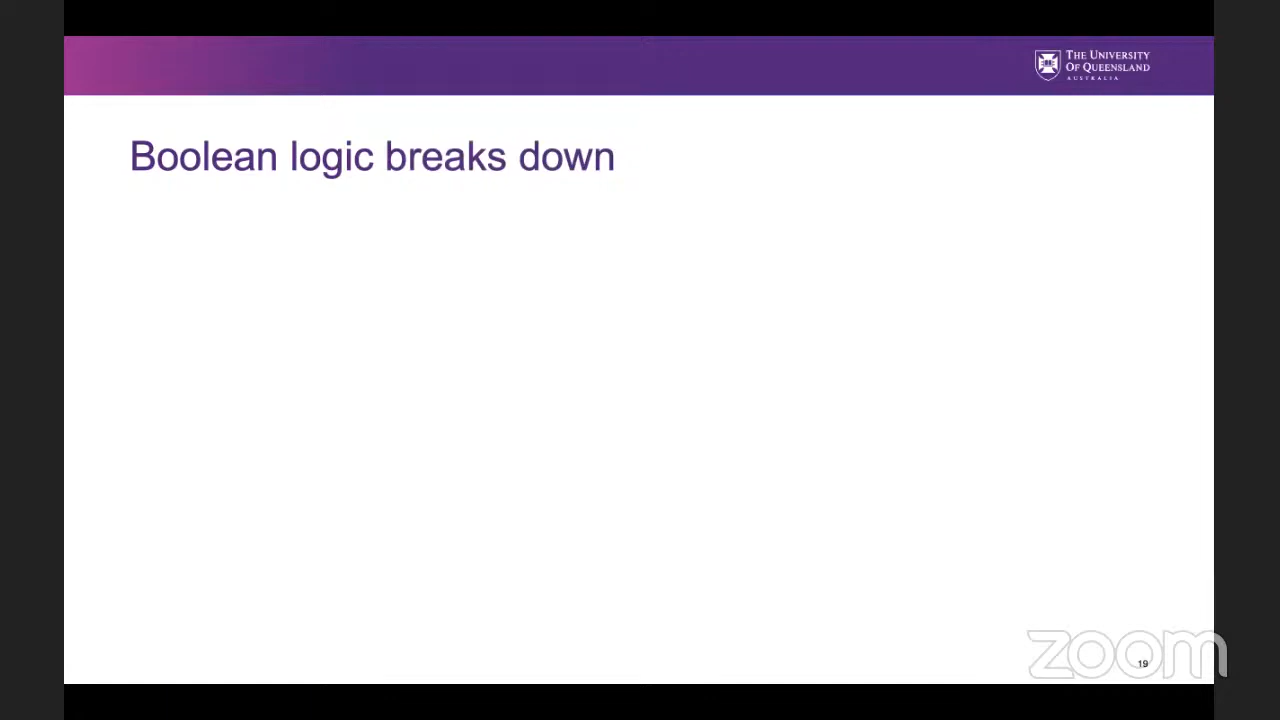 THE UNIVERSITY
OF QUEENSLAND
AUSTRALIA
Boolean logic breaks down
zoom
19